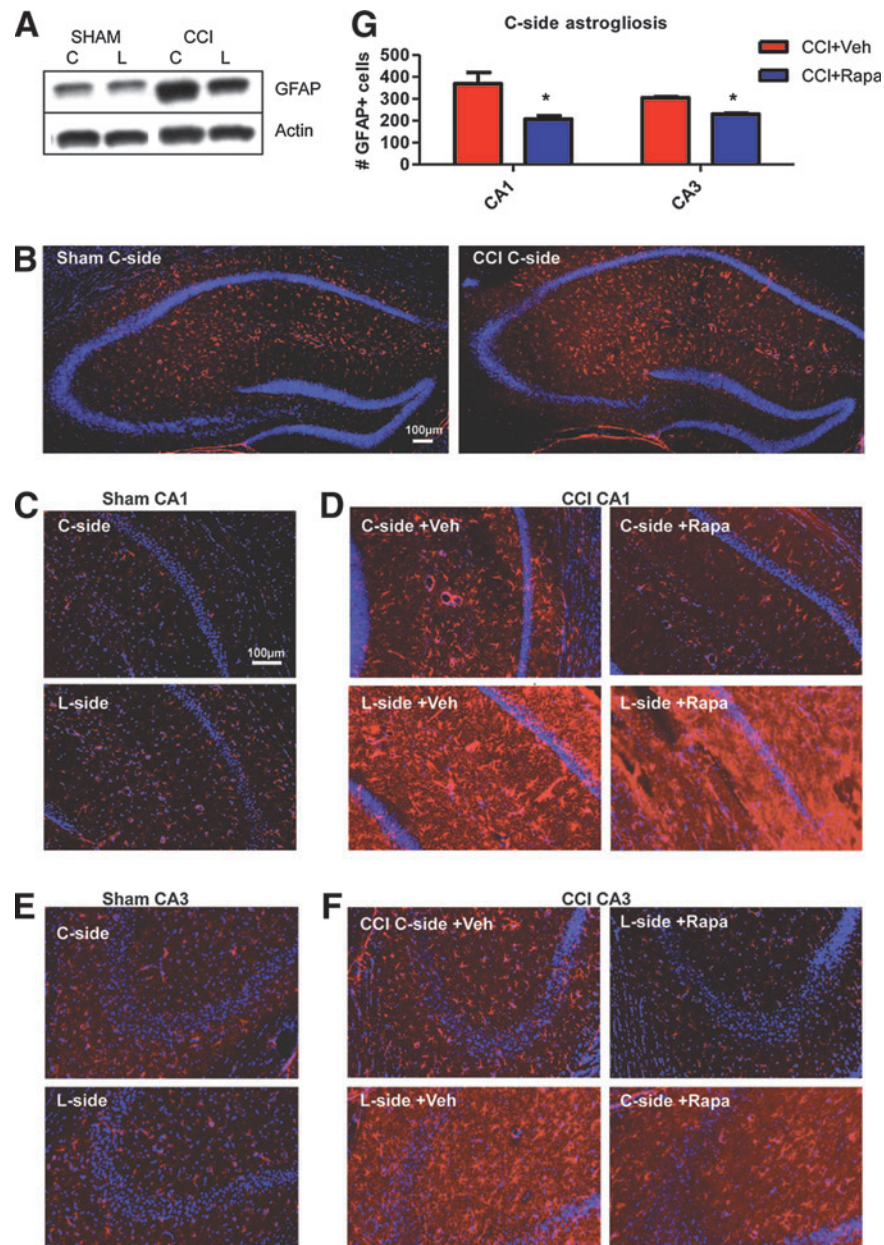 A
SHAM CCI
C L C L
GFAP
Actin
G
C-side astrogliosis
# GFAP+ cells
500
400
300
200
100
0
* *
CA1 CA3
CCI+Veh
CCI+Rapa
B
Sham C-side
100µm
CCI C-side
C
Sham CA1
C-side
100µm
L-side
D
CCI CA1
C-side +Veh
C-side +Rapa
L-side +Veh
L-side +Rapa
E
Sham CA3
C-side
L-side
F
CCI CA3
CCI C-side +Veh
L-side +Rapa
L-side +Veh
C-side +Rapa